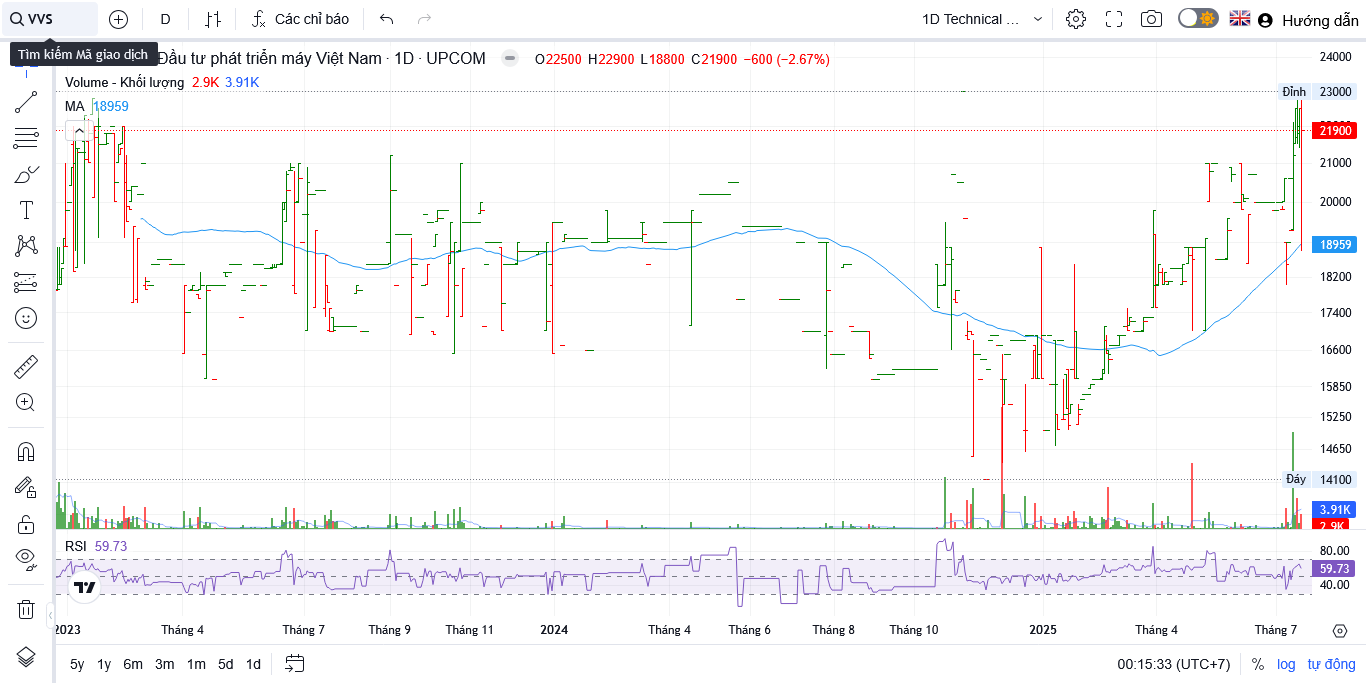 VVS
D
Các chỉ báo
1D Technical ...
Hướng dẫn
Tìm kiếm Mã giao dịch
Đầu tư phát triển máy Việt Nam · 1D · UPCOM
O22500 H22900 L18800 C21900 −600 (−2.67%)
Volume - Khối lượng 2.9K 3.91K
MA 18959
24000
Đỉnh 23000
21900
21000
20000
18959
18200
17400
16600
15850
15250
14650
Đáy 14100
3.91K
2.9K
RSI 59.73
80.00
59.73
40.00
2023 Tháng 4 Tháng 7 Tháng 9 Tháng 11 2024 Tháng 4 Tháng 6 Tháng 8 Tháng 10 2025 Tháng 4 Tháng 7
5y 1y 6m 3m 1m 5d 1d
00:15:33 (UTC+7) % log tự động